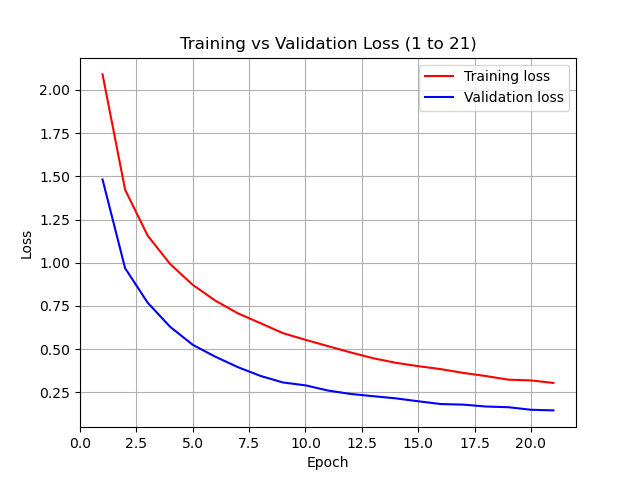 Training vs Validation Loss (1 to 21)
Training loss
Validation loss
2.00
1.75
1.50
1.25
1.00
0.75
0.50
0.25
Loss
0.0 2.5 5.0 7.5 10.0 12.5 15.0 17.5 20.0
Epoch